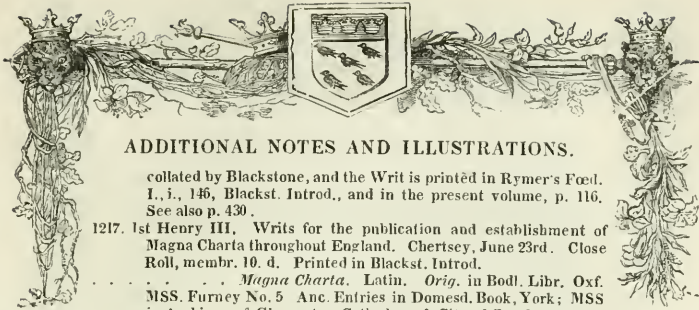 ADDITIONAL NOTES AND ILLUSTRATIONS.
collated by Blackstone, and the Writ is printed in Rymer's Fœd.
I., i., 146, Blackst. Introd., and in the present volume, p. 116.
See also p. 430.
1217. 1st Henry III. Writs for the publication and establishment of
Magna Charta throughout England. Chertsey, June 23rd. Close
Roll, membr. 10. d. Printed in Blackst. Introd.
. . . . . . . Magna Charta. Latin. Orig. in Bodl. Libr. Oxf.
MSS. Furney No. 5 Anc. Entries in Domesd. Book, York; MSS